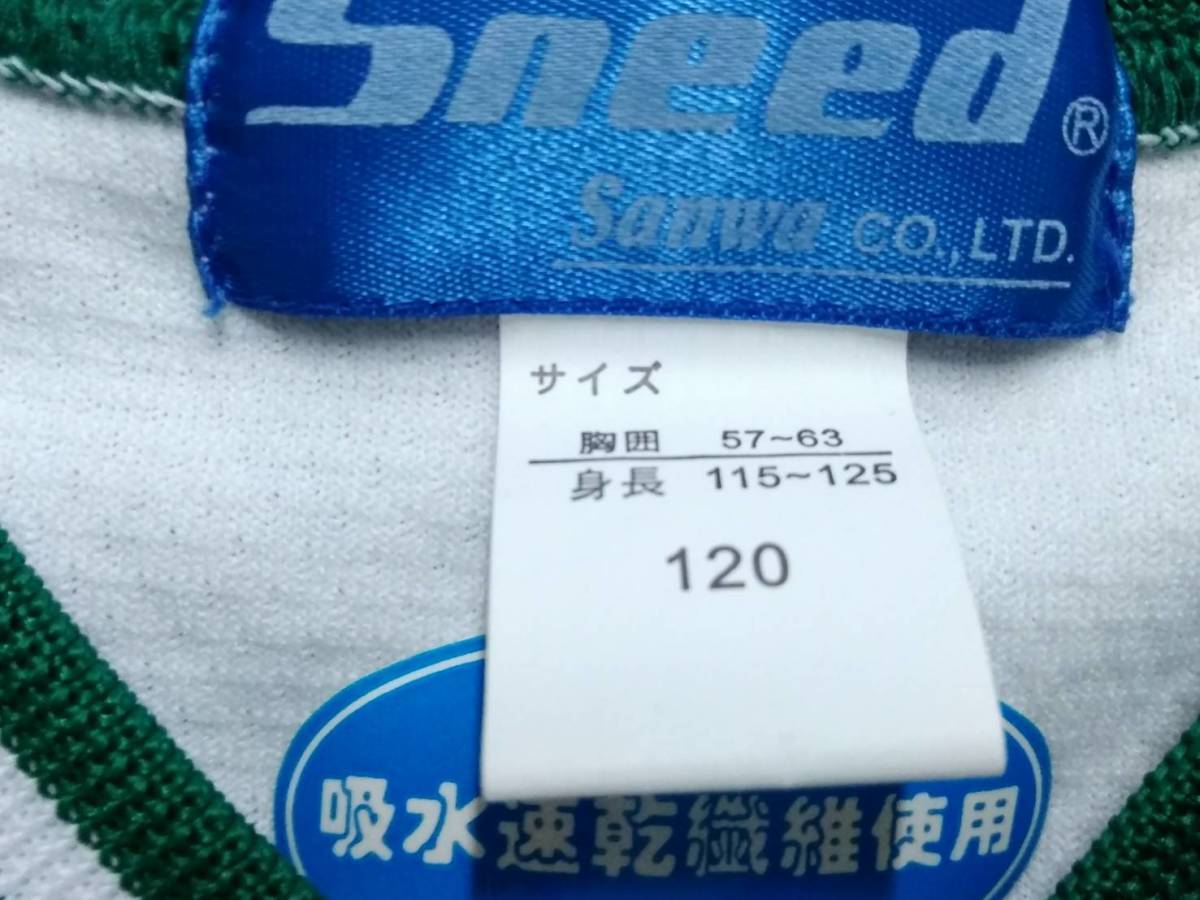 Sneed®
Sanwa CO.,LTD.
サイズ
胸囲 57~63
身長 115~125
120
吸水速乾繊維使用